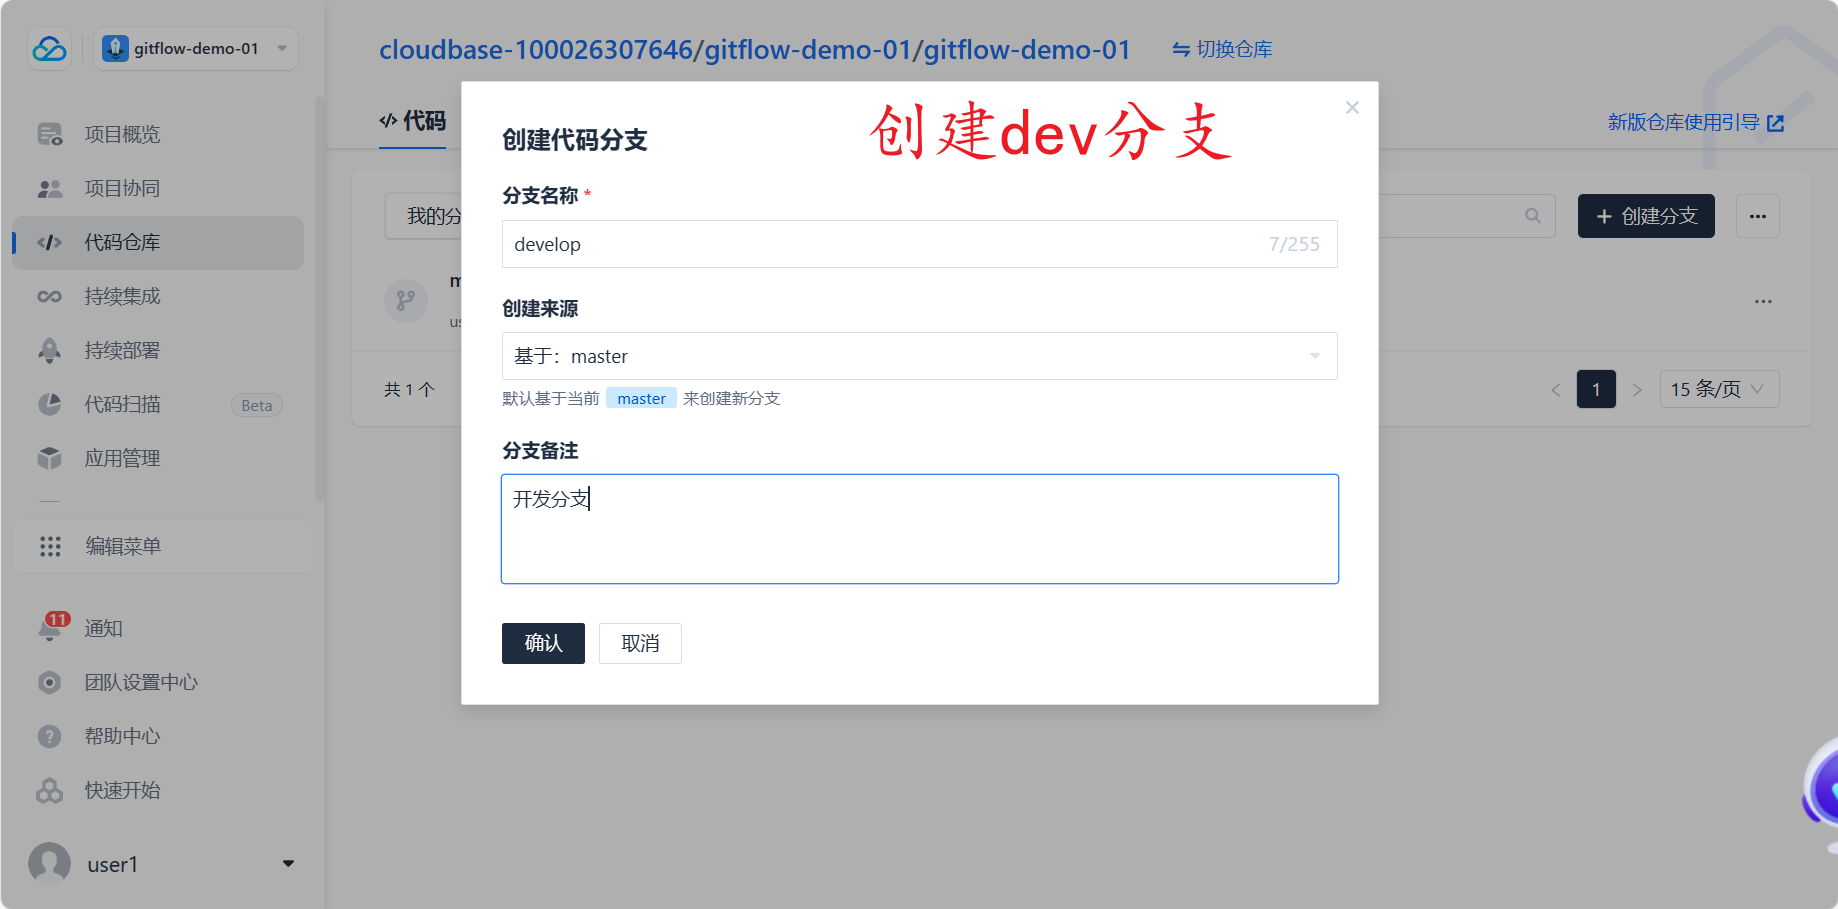 gitflow-demo-01
cloudbase-100026307646/gitflow-demo-01/gitflow-demo-01
切换仓库
代码
新版仓库使用引导
项目概览
项目协同
代码仓库
持续集成
持续部署
代码扫描
Beta
应用管理
编辑菜单
11
通知
团队设置中心
帮助中心
快速开始
user1
我的分
创建分支
共 1 个
1
15 条/页
创建代码分支
创建dev分支
分支名称 *
develop
7/255
创建来源
基于：master
默认基于当前 master 来创建新分支
分支备注
开发分支
确认
取消